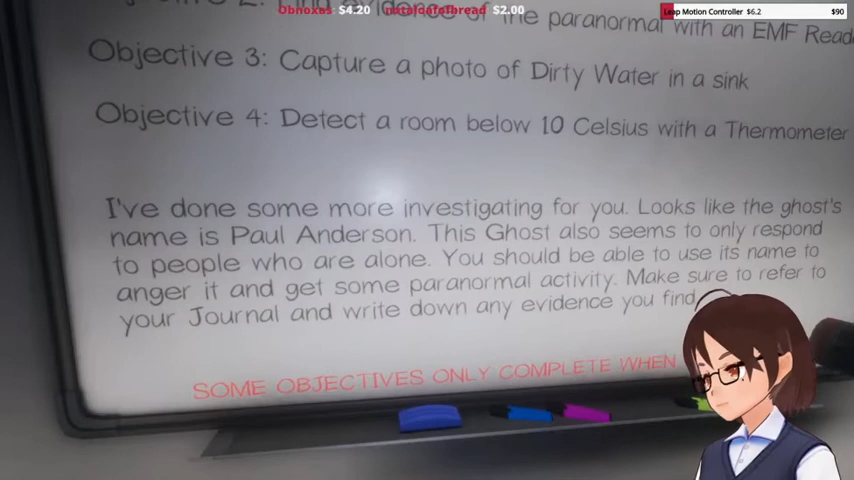 Obnoxas $4.20 nataloafofbread $2.00
Leap Motion Controller $6.2 $90
evidence of the paranormal with an EMF Read
Objective 3: Capture a photo of Dirty Water in a sink
Objective 4: Detect a room below 10 Celsius with a Thermometer
I've done some more investigating for you. Looks like the ghost's
name is Paul Anderson. This Ghost also seems to only respond
to people who are alone. You should be able to use its name to
anger it and get some paranormal activity. Make sure to refer to
your Journal and write down any evidence you find
SOME OBJECTIVES ONLY COMPLETE WHEN